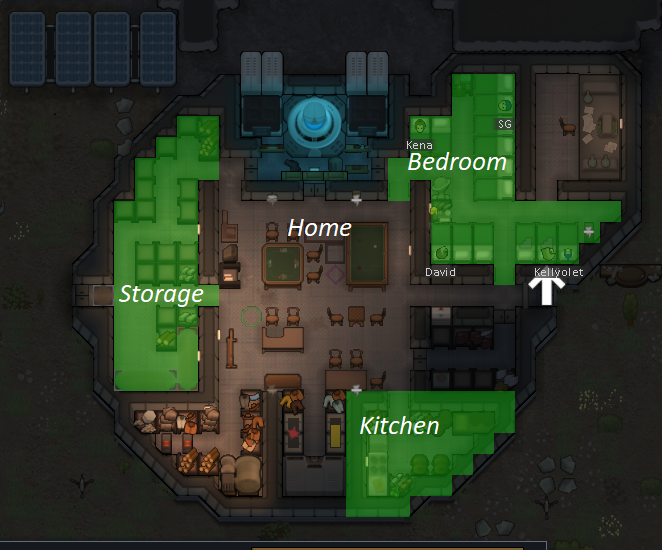 SG
Kena
Bedroom
Home
David
Kellyolet
Storage
Kitchen